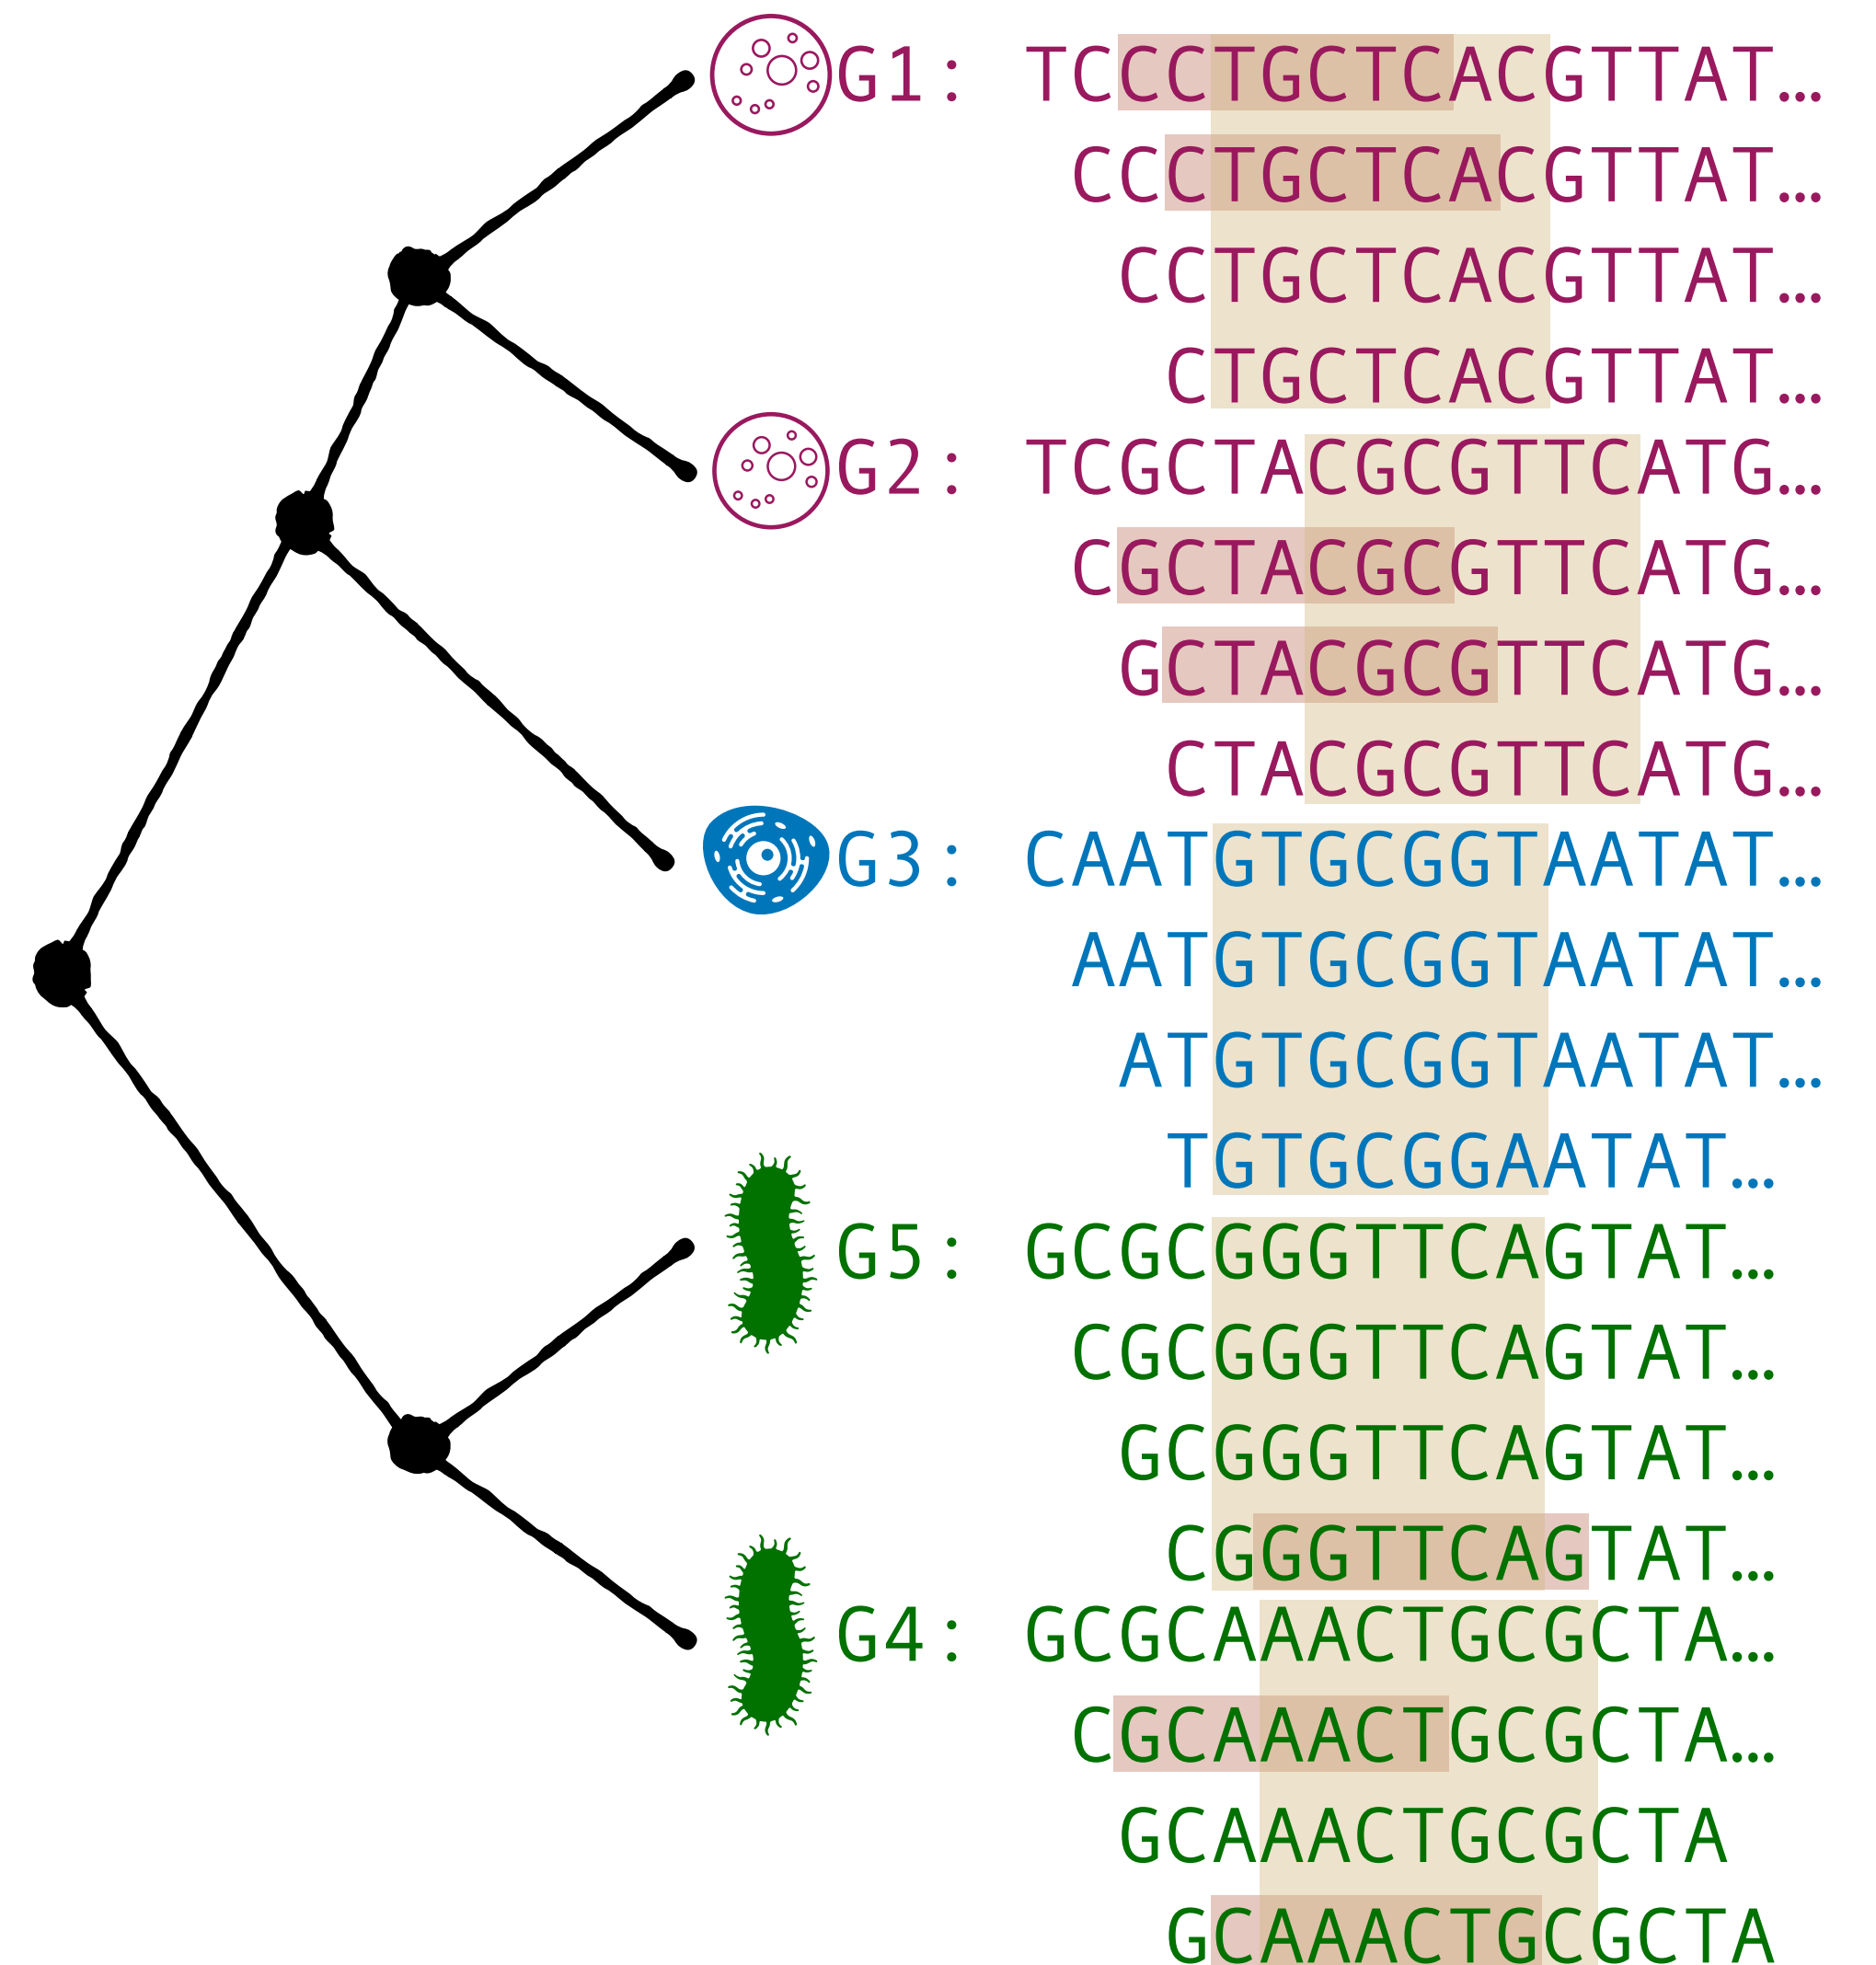 G1: TCCCTGCTCACGTTAT...
CCCTGCTCACGTTAT...
CCTGCTCACGTTAT...
CTGCTCACGTTAT...
G2: TCGCTACGCGTTCATG...
CGCTACGCGTTCATG...
GCTACGCGTTCATG...
CTACGCGTTCATG...
G3: CAATGTGCGGTAATAT...
AATGTGCGGTAATAT...
ATGTGCGGTAATAT...
TGTGCGGAATAT...
G5: GCGCGGGTTCAGTAT...
CGCGGGTTCAGTAT...
GCGGGTTCAGTAT...
CGGGTTCAGTAT...
G4: GCGCAAACTGCGCTA...
CGCAAACTGCGCTA...
GCAAACTGCGCTA
GCAAACTGCGCTA